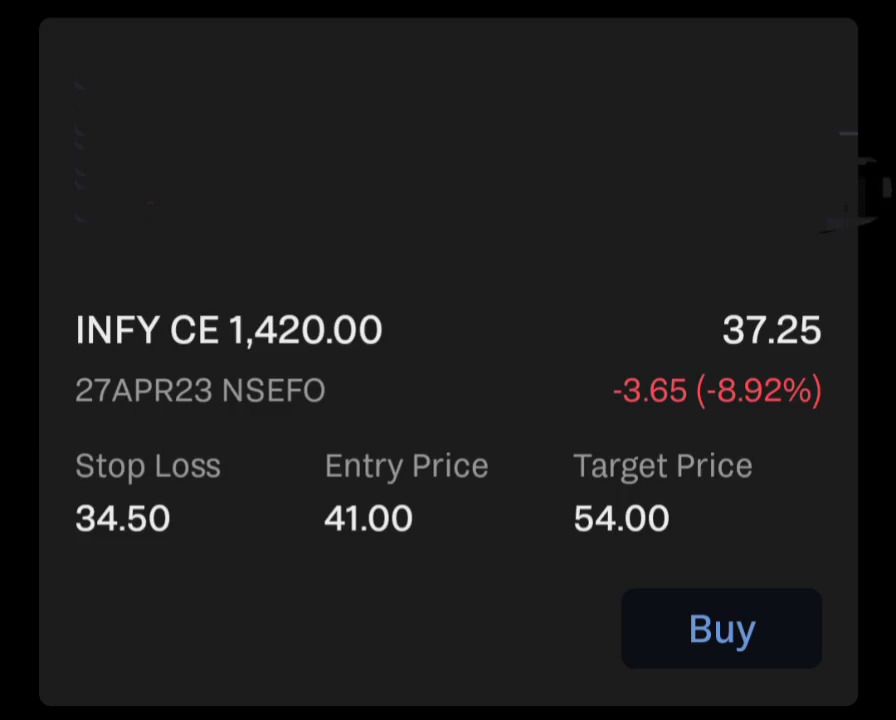 INFY CE 1,420.00 37.25
27APR23 NSEFO -3.65 (-8.92%)
Stop Loss Entry Price Target Price
34.50 41.00 54.00
Buy